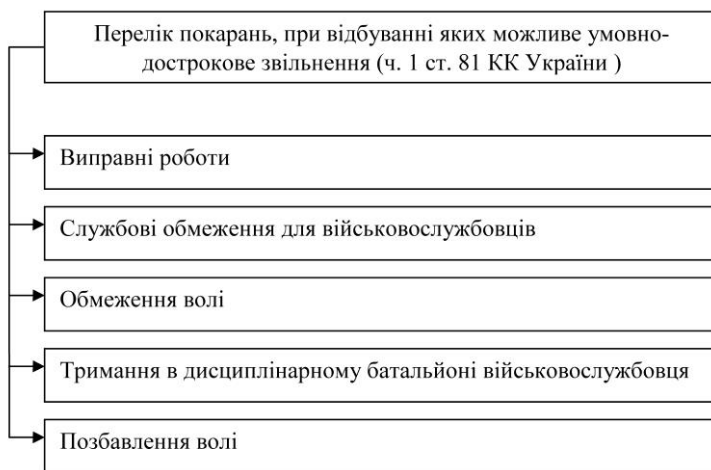 Перелік покарань, при відбуванні яких можливе умовно-
дострокове звільнення (ч. 1 ст. 81 КК України )
Виправні роботи
Службові обмеження для військовослужбовців
Обмеження волі
Тримання в дисциплінарному батальйоні військовослужбовця
Позбавлення волі